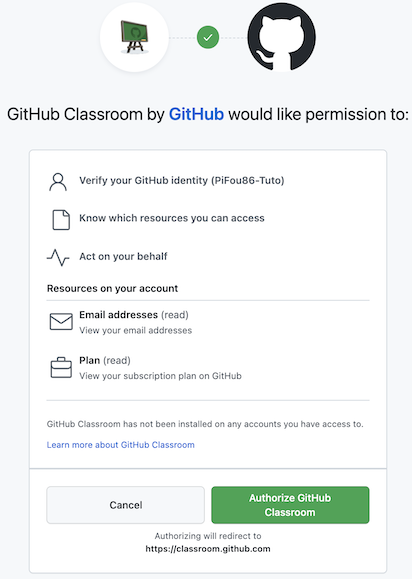 GitHub Classroom by GitHub would like permission to:
Verify your GitHub identity (PiFou86-Tuto)
Know which resources you can access
Act on your behalf
Resources on your account
Email addresses (read)
View your email addresses
Plan (read)
View your subscription plan on GitHub
GitHub Classroom has not been installed on any accounts you have access to.
Learn more about GitHub Classroom
Cancel
Authorize GitHub
Classroom
Authorizing will redirect to
https://classroom.github.com